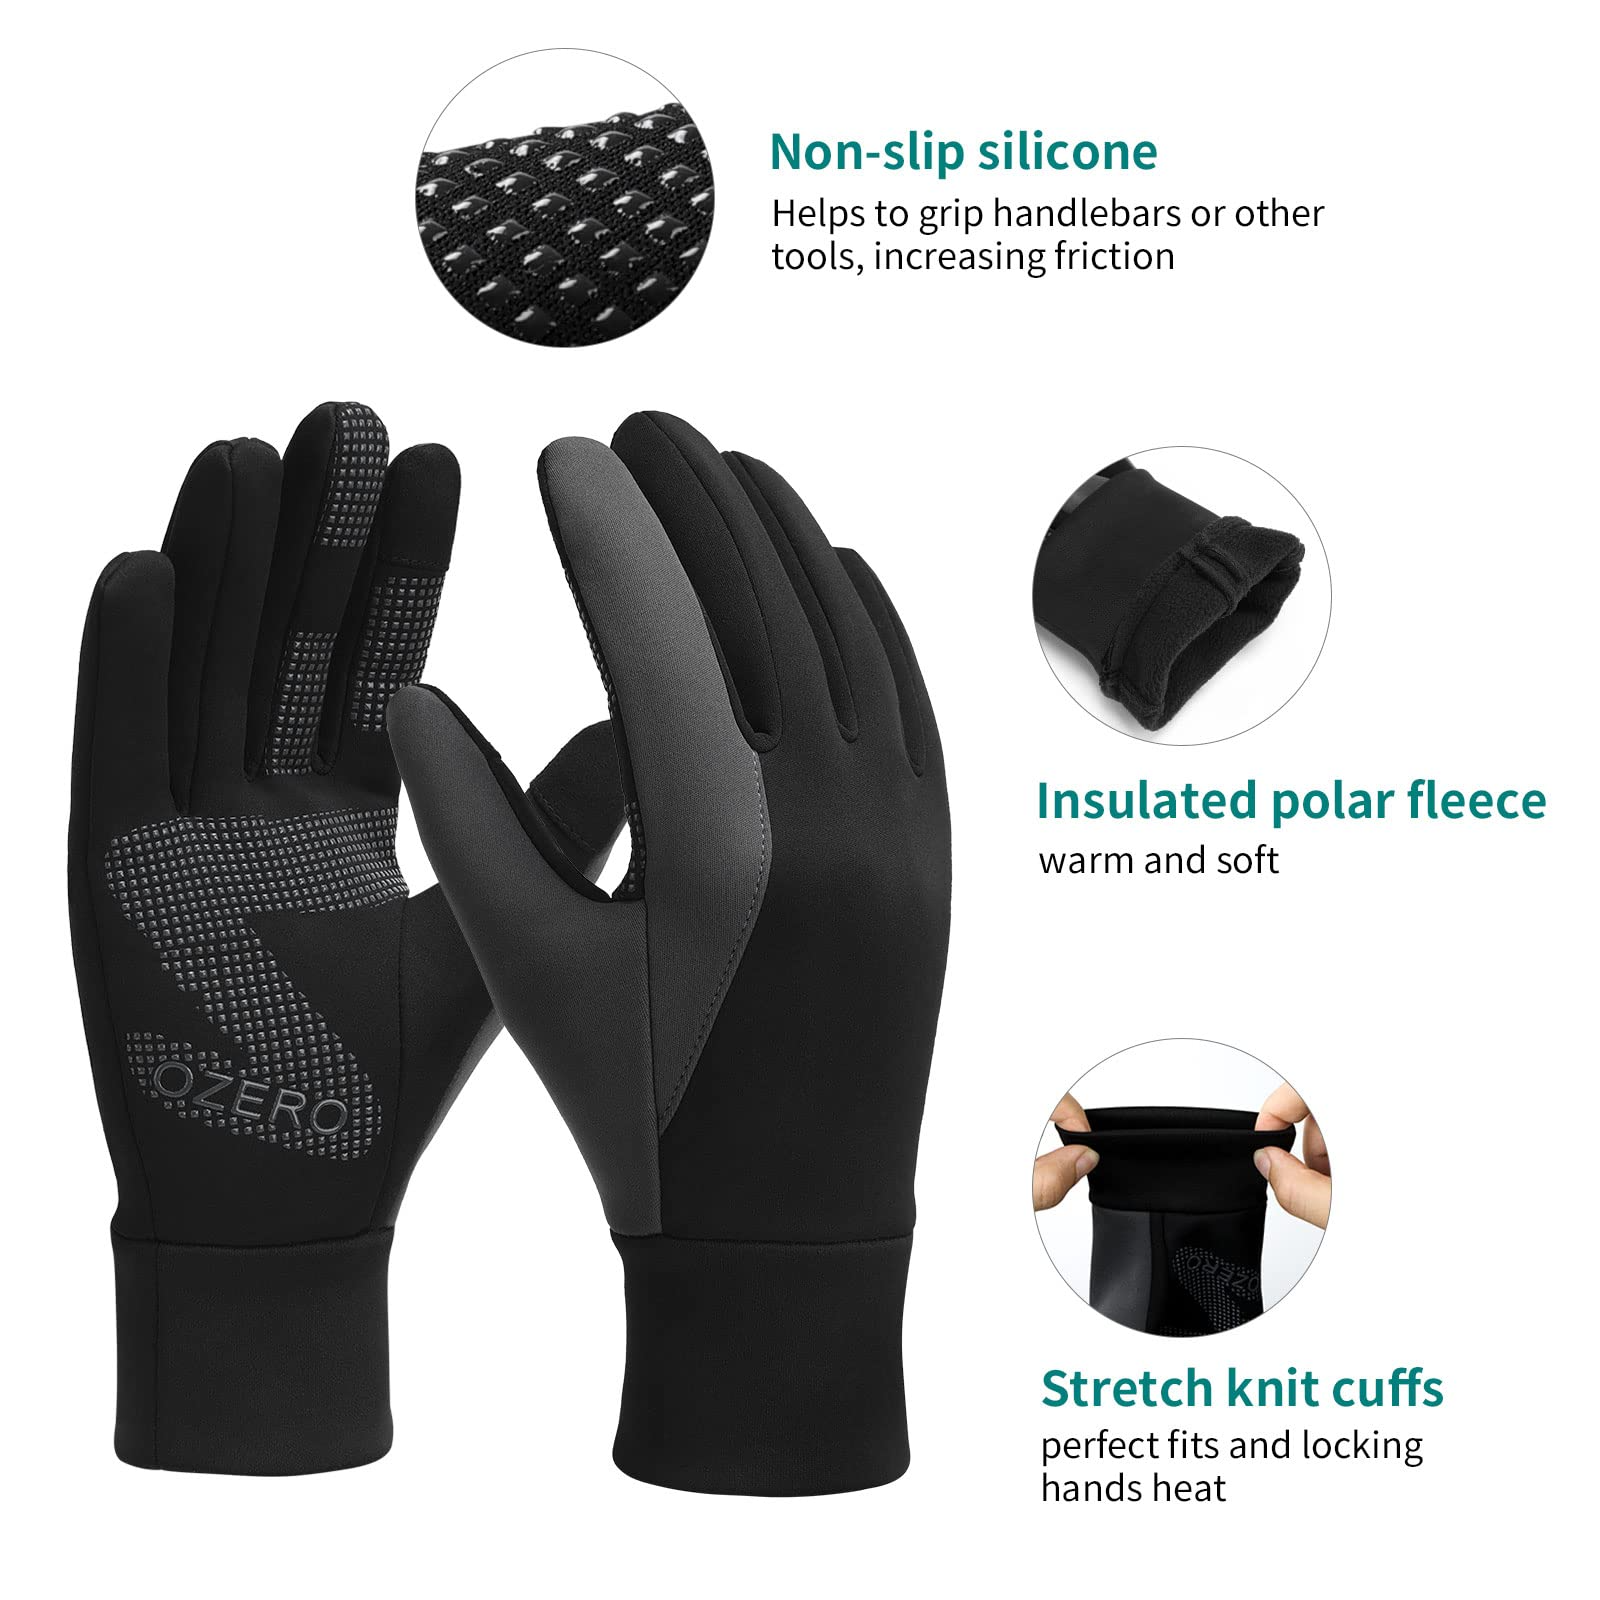 Non-slip silicone
Helps to grip handlebars or other
tools, increasing friction
Insulated polar fleece
warm and soft
OZERO
OZERO
Stretch knit cuffs
perfect fits and locking
hands heat